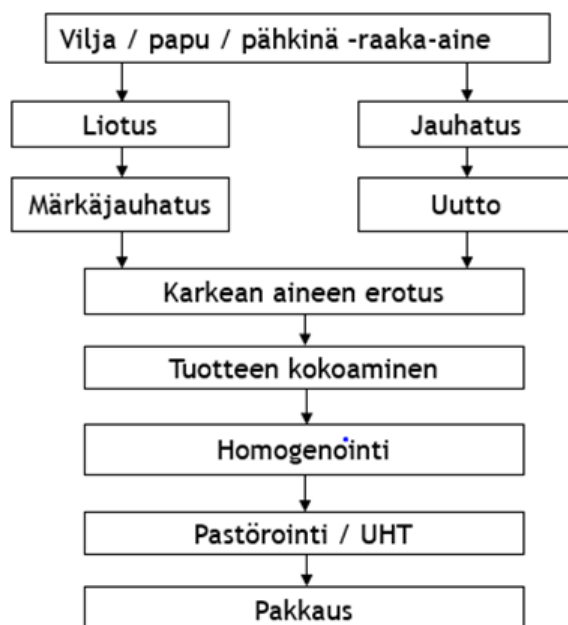 Vilja / papu / pähkinä -raaka-aine
Liotus
Jauhatus
Märkäjauhatus
Uutto
Karkean aineen erotus
Tuotteen kokoaminen
Homogenointi
Pastörointi / UHT
Pakkaus